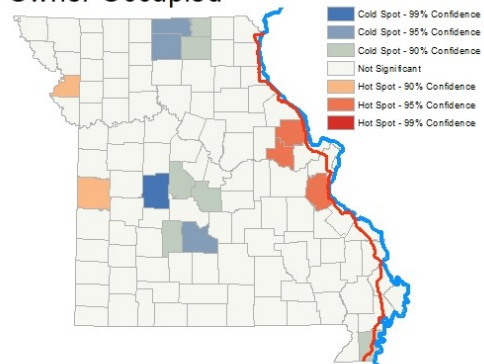 Owner Occupied
Cold Spot - 99% Confidence
Cold Spot - 95% Confidence
Cold Spot - 90% Confidence
Not Significant
Hot Spot - 90% Confidence
Hot Spot - 95% Confidence
Hot Spot - 99% Confidence